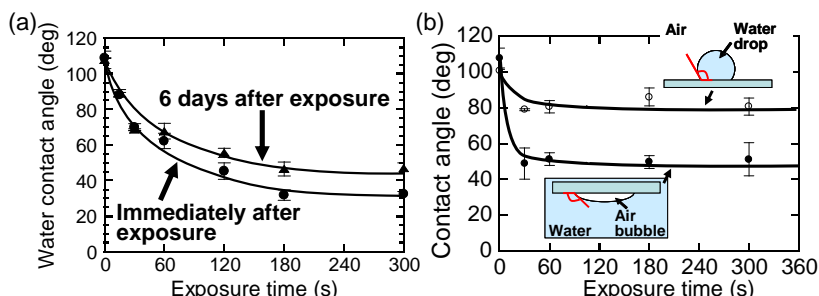 (a)
Water contact angle (deg)
120
100
80
60
40
20
0
0 60 120 180 240 300
Exposure time (s)
6 days after exposure
Immediately after
exposure
(b)
Contact angle (deg)
120
100
80
60
40
20
0
0 60 120 180 240 300 360
Exposure time (s)
Air
Water
drop
Water
Air
bubble